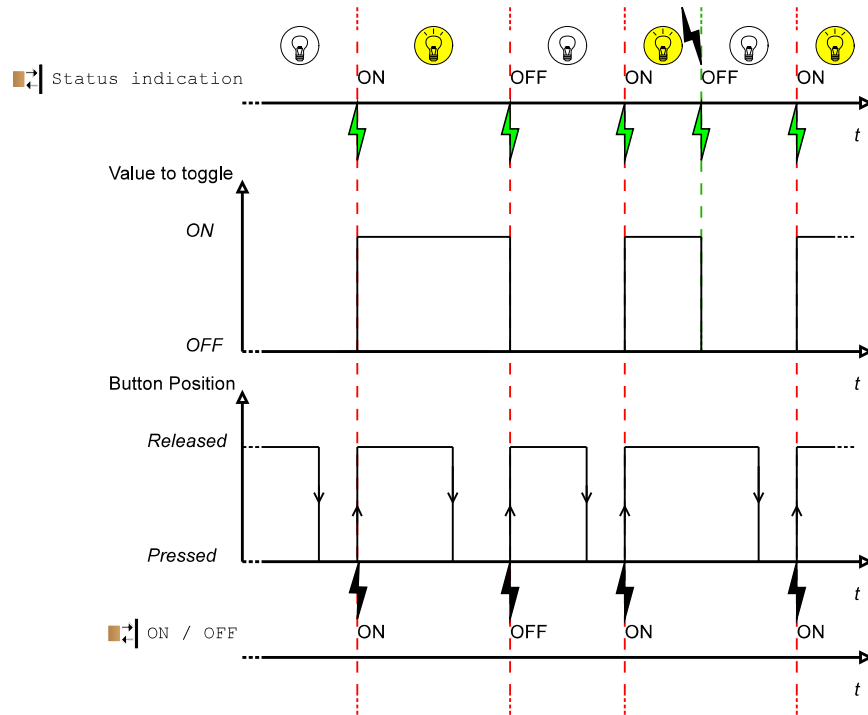 Status indication
ON OFF ON OFF ON
t
Value to toggle
ON
OFF
t
Button Position
Released
Pressed
t
ON / OFF
ON OFF ON ON
t